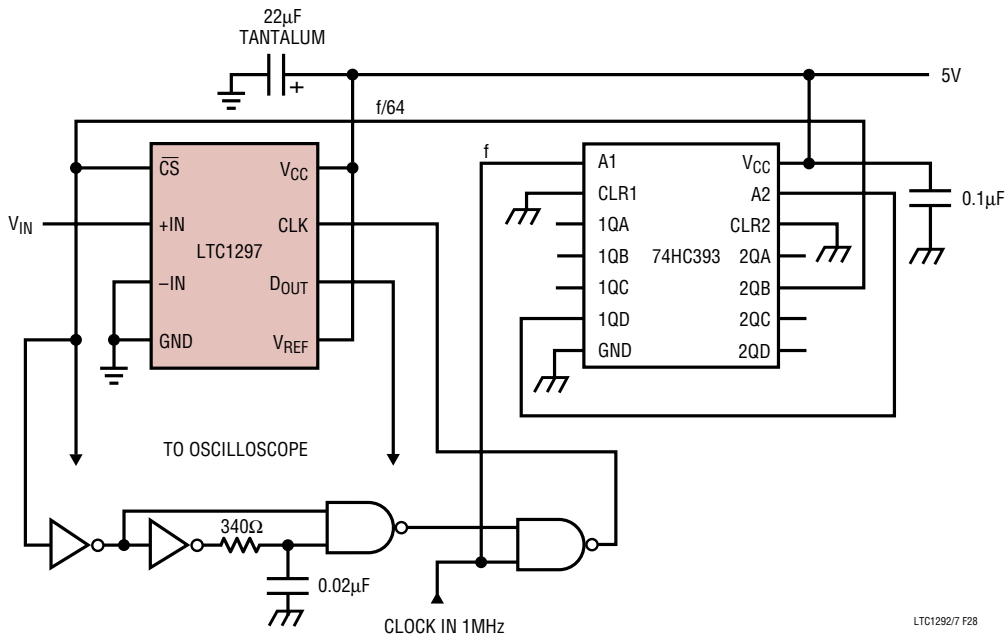 22µF
TANTALUM
+
5V
f/64
f
C̅S̅
VCC
VIN
+IN
CLK
LTC1297
–IN
DOUT
GND
VREF
A1
VCC
CLR1
A2
0.1µF
1QA
CLR2
1QB
74HC393
2QA
1QC
2QB
1QD
2QC
GND
2QD
TO OSCILLOSCOPE
340Ω
0.02µF
CLOCK IN 1MHz
LTC1292/7 F28